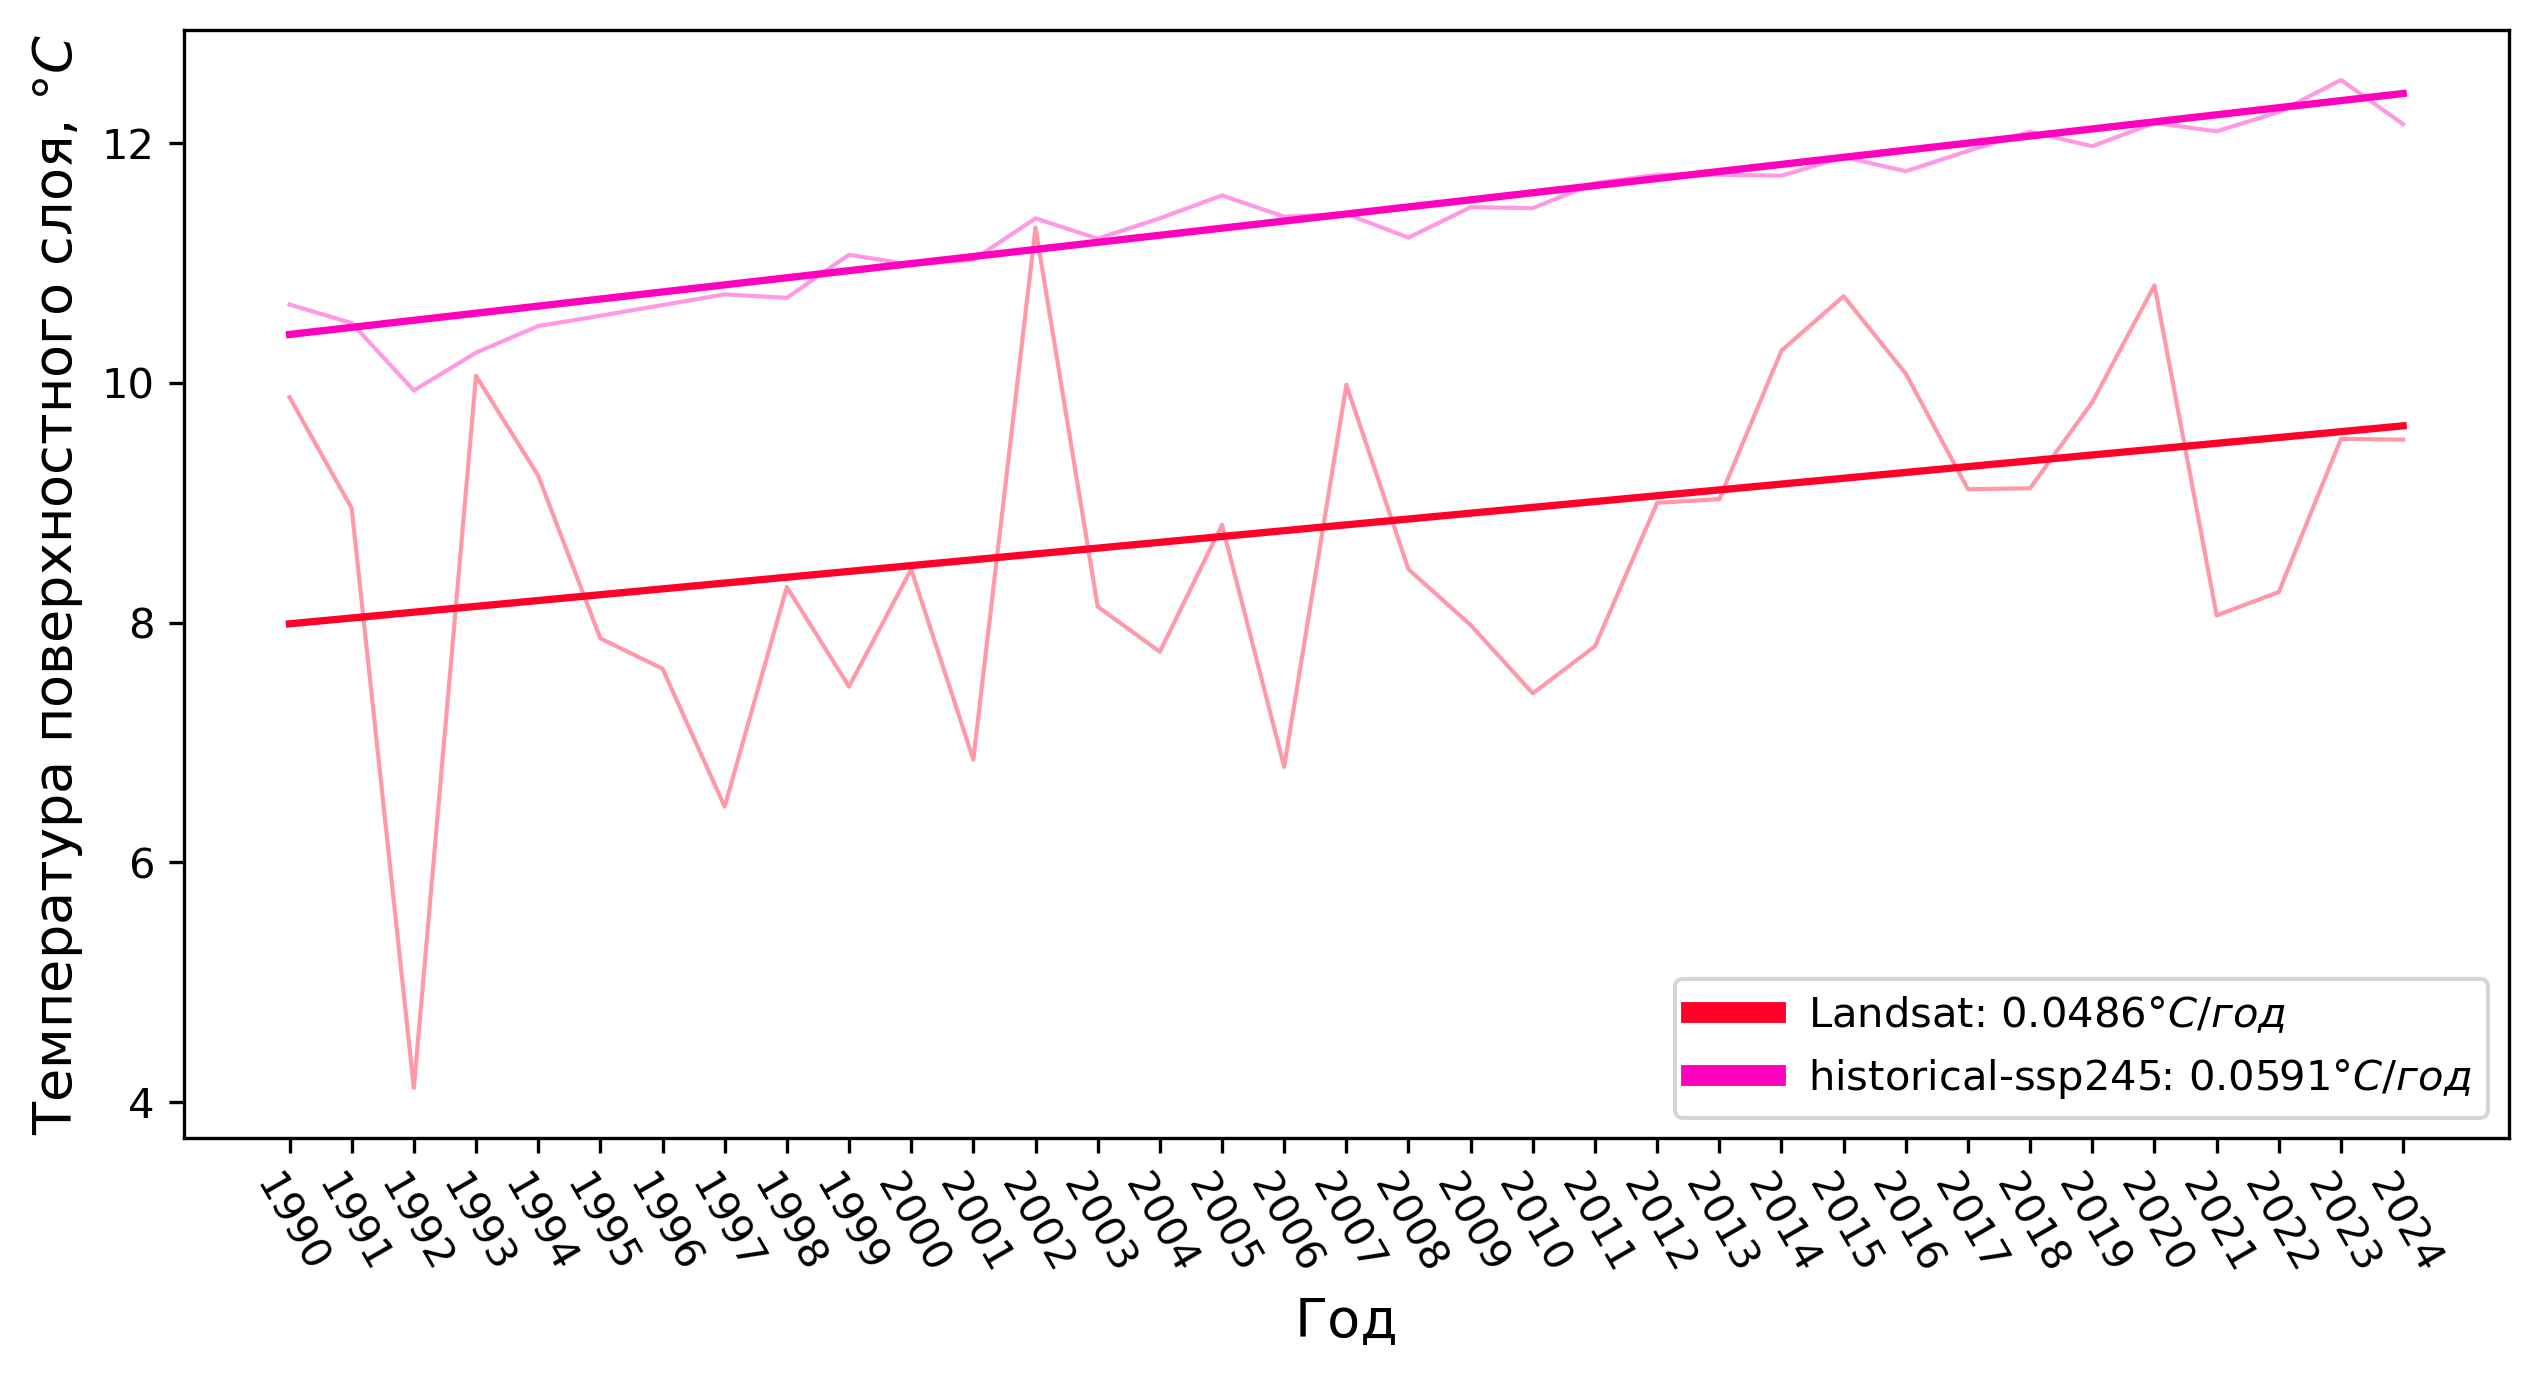 Температура поверхностного слоя, °C
12
10
8
6
4
Landsat: 0.0486°C/год
historical-ssp245: 0.0591°C/год
1990 1991 1992 1993 1994 1995 1996 1997 1998 1999 2000 2001 2002 2003 2004 2005 2006 2007 2008 2009 2010 2011 2012 2013 2014 2015 2016 2017 2018 2019 2020 2021 2022 2023 2024
Год